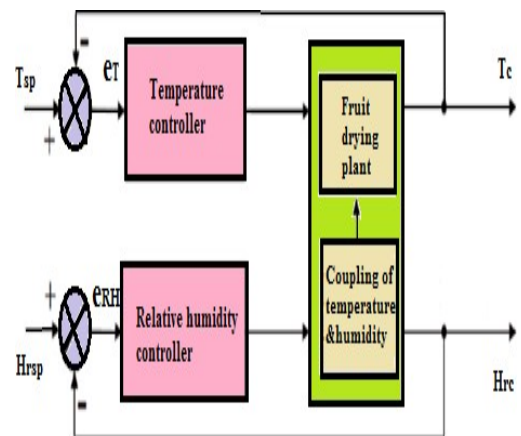 -
Tsp
eT
Temperature
controller
Fruit
drying
plant
Tc
+
+
eRH
Relative humidity
controller
Coupling of
temperature
&humidity
Hrsp
-
Hrc